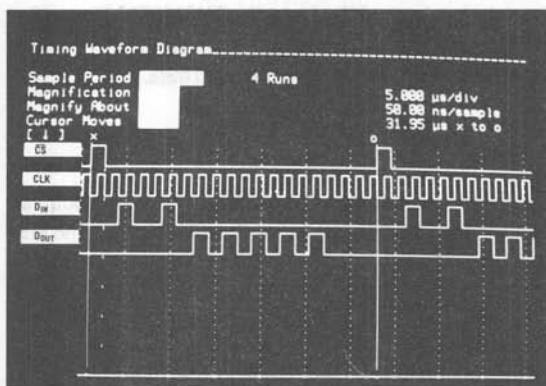 Timing Waveform Diagram
Sample Period 4 Runs
Magnification 5.000 µs/div
Magnify About 50.00 ns/sample
Cursor Moves 31.95 µs x to o
[ ↓ ] x o
CS
CLK
DIN
DOUT